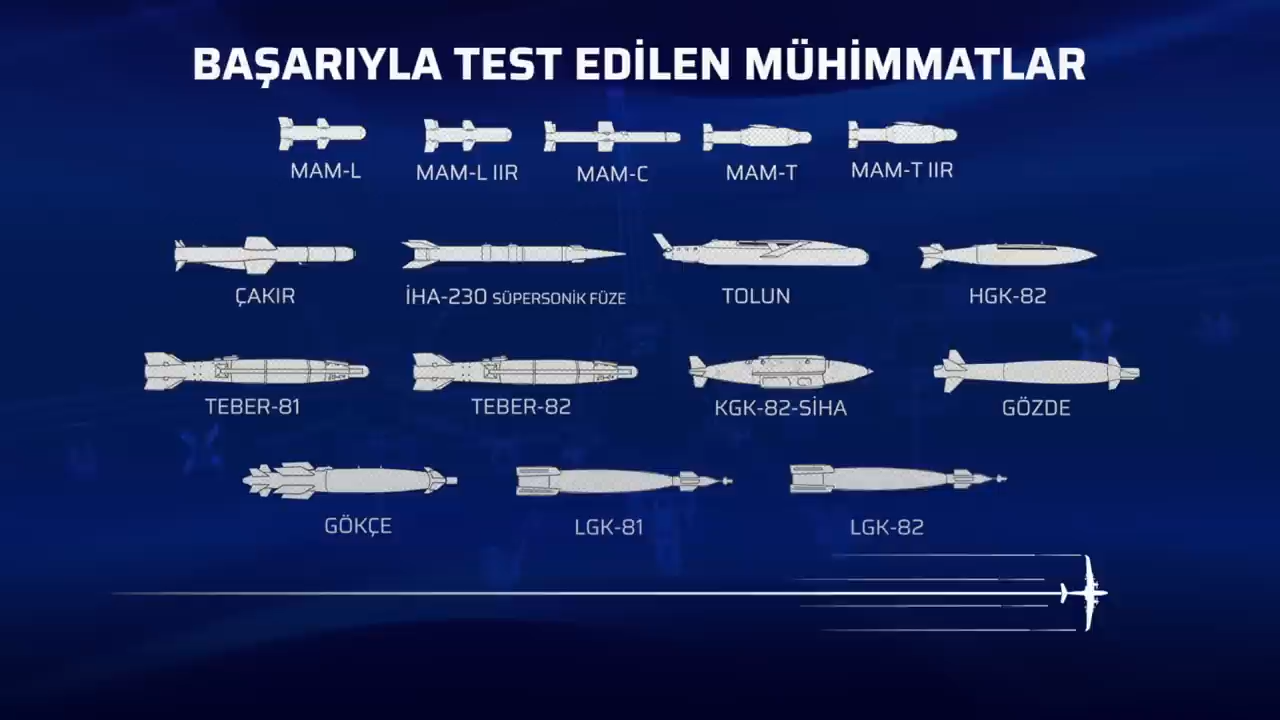 BAŞARIYLA TEST EDİLEN MÜHİMMATLAR
MAM-L
MAM-L IIR
MAM-C
MAM-T
MAM-T IIR
ÇAKIR
İHA-230 SÜPERSONİK FÜZE
TOLUN
HGK-82
TEBER-81
TEBER-82
KGK-82-SİHA
GÖZDE
GÖKÇE
LGK-81
LGK-82